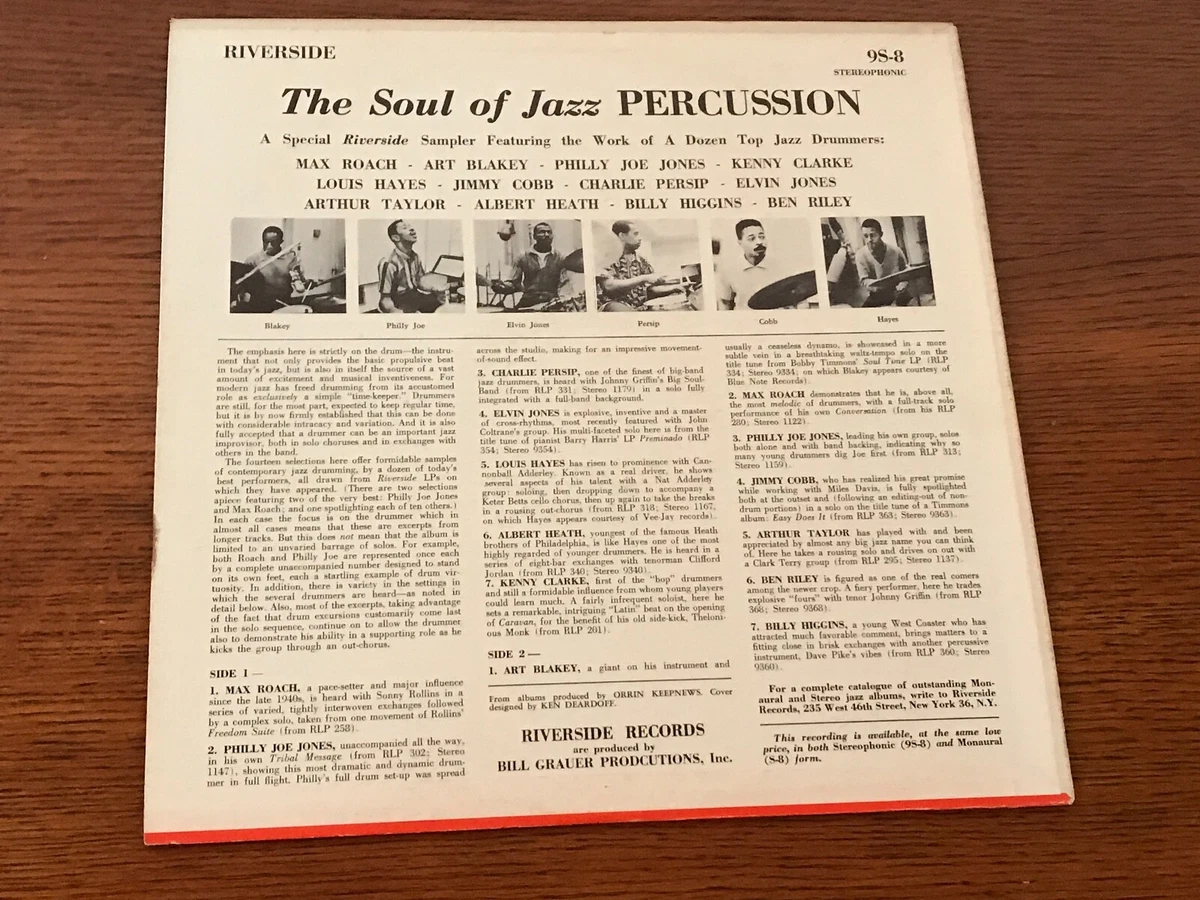 RIVERSIDE
9S-8
STEREOPHONIC
The Soul of Jazz PERCUSSION
A Special Riverside Sampler Featuring the Work of A Dozen Top Jazz Drummers:
MAX ROACH - ART BLAKEY - PHILLY JOE JONES - KENNY CLARKE
LOUIS HAYES - JIMMY COBB - CHARLIE PERSIP - ELVIN JONES
ARTHUR TAYLOR - ALBERT HEATH - BILLY HIGGINS - BEN RILEY
Blakey
Philly Joe
Elvin Jones
Persip
Cobb
Hayes
The emphasis here is strictly on the drum—the instru-
ment that not only provides the basic propulsive beat
in today's jazz, but is also in itself the source of a vast
amount of excitement and musical inventiveness. For
modern jazz has freed drumming from its accustomed
role as exclusively a simple "time-keeper." Drummers
are still, for the most part, expected to keep regular time,
but it is by now firmly established that this can be done
with considerable intracacy and variation. And it is also
fully accepted that a drummer can be an important jazz
improvisor, both in solo choruses and in exchanges with
others in the band.
The fourteen selections here offer formidable samples
of contemporary jazz drumming, by a dozen of today's
best performers, all drawn from Riverside LPs on
which they have appeared. (There are two selections
apiece featuring two of the very best: Philly Joe Jones
and Max Roach; and one spotlighting each of ten others.)
In each case the focus is on the drummer which in
almost all cases means that these are excerpts from
longer tracks. But this does not mean that the album is
limited to an unvaried barrage of solos. For example,
both Roach and Philly Joe are represented once each
by a complete unaccompanied number designed to stand
on its own feet, each a startling example of drum vir-
tuosity. In addition, there is variety in the settings in
which the several drummers are heard—as noted in
detail below. Also, most of the excerpts, taking advantage
of the fact that drum excursions customarily come last
in the solo sequence, continue on to allow the drummer
also to demonstrate his ability in a supporting role as he
kicks the group through an out-chorus.
SIDE 1—
1. MAX ROACH, a pace-setter and major influence
since the late 1940s, is heard with Sonny Rollins in a
series of varied, tightly interwoven exchanges followed
by a complex solo, taken from one movement of Rollins'
Freedom Suite (from RLP 258).
2. PHILLY JOE JONES, unaccompanied all the way,
in his own Tribal Message (from RLP 302; Stereo
1147), showing this most dramatic and dynamic drum-
mer in full flight. Philly's full drum set-up was spread
across the studio, making for an impressive movement-
of-sound effect.
3. CHARLIE PERSIP, one of the finest of big-band
jazz drummers, is heard with Johnny Griffin's Big Soul-
Band (from RLP 331; Stereo 1179) in a solo fully
integrated with a full-band background.
4. ELVIN JONES is explosive, inventive and a master
of cross-rhythms, most recently featured with John
Coltrane's group. His multi-faceted solo here is from the
title tune of pianist Barry Harris' LP Preminado (RLP
354; Stereo 9354).
5. LOUIS HAYES has risen to prominence with Can-
nonball Adderley. Known as a real driver, he shows
several aspects of his talent with a Nat Adderley
group: soloing, then dropping down to accompany a
Keter Betts cello chorus, then up again to take the breaks
in a rousing out-chorus (from RLP 318; Stereo 1167,
on which Hayes appears courtesy of Vee-Jay records).
6. ALBERT HEATH, youngest of the famous Heath
brothers of Philadelphia, is like Hayes one of the most
highly regarded of younger drummers. He is heard in a
series of eight-bar exchanges with tenorman Clifford
Jordan (from RLP 340; Stereo 9340).
7. KENNY CLARKE, first of the "bop" drummers
and still a formidable influence from whom young players
could learn much. A fairly infrequent soloist, here he
sets a remarkable, intriguing "Latin" beat on the opening
of Caravan, for the benefit of his old side-kick, Theloni-
ous Monk (from RLP 201).
SIDE 2—
1. ART BLAKEY, a giant on his instrument and
From albums produced by ORRIN KEEPNEWS. Cover
designed by KEN DEARDOFF.
RIVERSIDE RECORDS
are produced by
BILL GRAUER PRODCUTIONS, Inc.
usually a ceaseless dynamo, is showcased in a more
subtle vein in a breathtaking waltz-tempo solo on the
title tune from Bobby Timmons' Soul Time LP (RLP
334; Stereo 9334; on which Blakey appears courtesy of
Blue Note Records).
2. MAX ROACH demonstrates that he is, above all,
the most melodic of drummers, with a full-track solo
performance of his own Conversation (from his RLP
280; Stereo 1122).
3. PHILLY JOE JONES, leading his own group, solos
both alone and with band backing, indicating why so
many young drummers dig Joe first (from RLP 313;
Stereo 1159).
4. JIMMY COBB, who has realized his great promise
while working with Miles Davis, is fully spotlighted
both at the outset and (following an editing-out of non-
drum portions) in a solo on the title tune of a Timmons
album: Easy Does It (from RLP 363; Stereo 9363).
5. ARTHUR TAYLOR has played with and been
appreciated by almost any big jazz name you can think
of. Here he takes a rousing solo and drives on out with
a Clark Terry group (from RLP 295; Stereo 1137).
6. BEN RILEY is figured as one of the real comers
among the newer crop. A fiery performer, here he trades
explosive "fours" with tenor Johnny Griffin (from RLP
368; Stereo 9368).
7. BILLY HIGGINS, a young West Coaster who has
attracted much favorable comment, brings matters to a
fitting close in brisk exchanges with another percussive
instrument, Dave Pike's vibes (from RLP 360; Stereo
9360).
For a complete catalogue of outstanding Mon-
aural and Stereo jazz albums, write to Riverside
Records, 235 West 46th Street, New York 36, N.Y.
This recording is available, at the same low
price, in both Stereophonic (9S-8) and Monaural
(S-8) form.